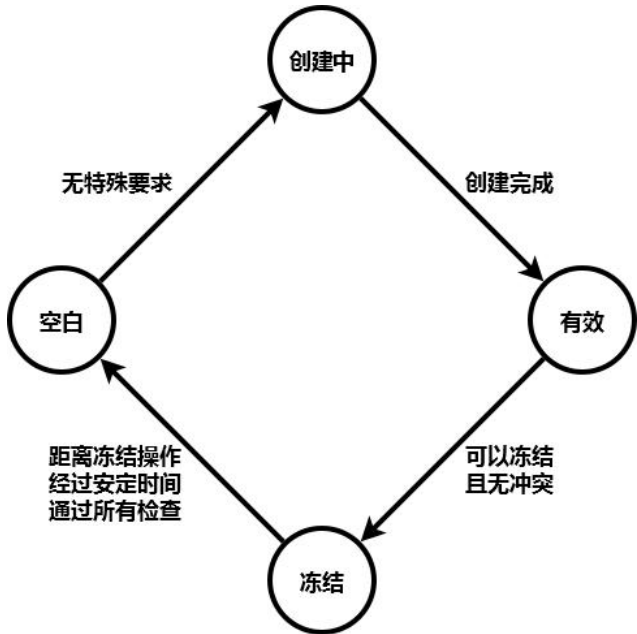 创建中
无特殊要求
创建完成
空白
有效
距离冻结操作
经过安定时间
通过所有检查
可以冻结
且无冲突
冻结